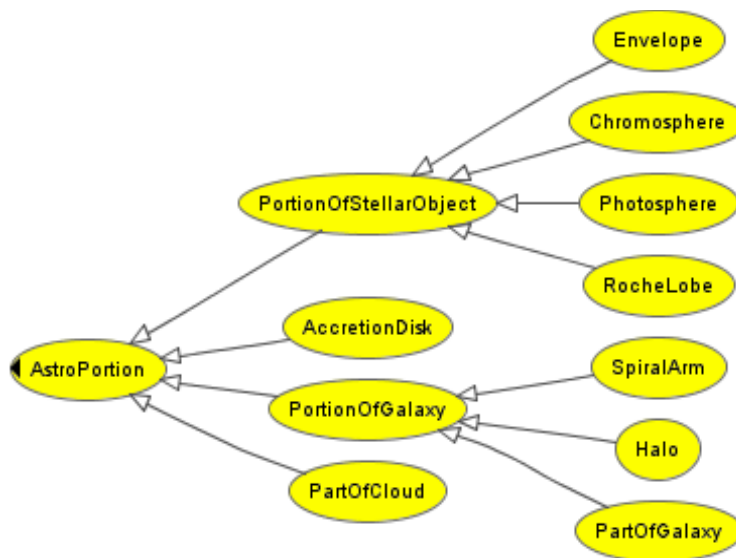 Envelope
Chromosphere
PortionOfStellarObject
Photosphere
RocheLobe
AccretionDisk
AstroPortion
SpiralArm
PortionOfGalaxy
Halo
PartOfCloud
PartOfGalaxy